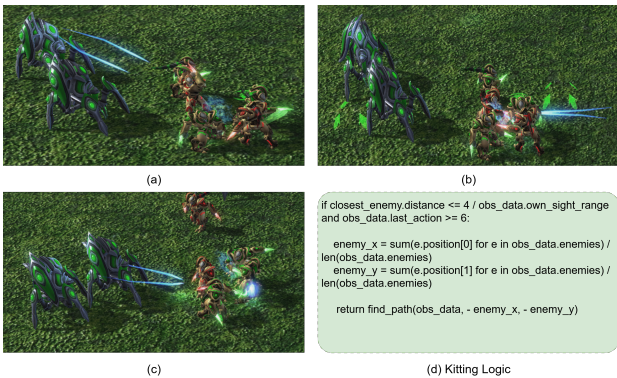 (a)
(b)
if closest_enemy.distance <= 4 / obs_data.own_sight_range
and obs_data.last_action >= 6:
enemy_x = sum(e.position[0] for e in obs_data.enemies) /
len(obs_data.enemies)
enemy_y = sum(e.position[1] for e in obs_data.enemies) /
len(obs_data.enemies)
return find_path(obs_data, - enemy_x, - enemy_y)
(c)
(d) Kitting Logic